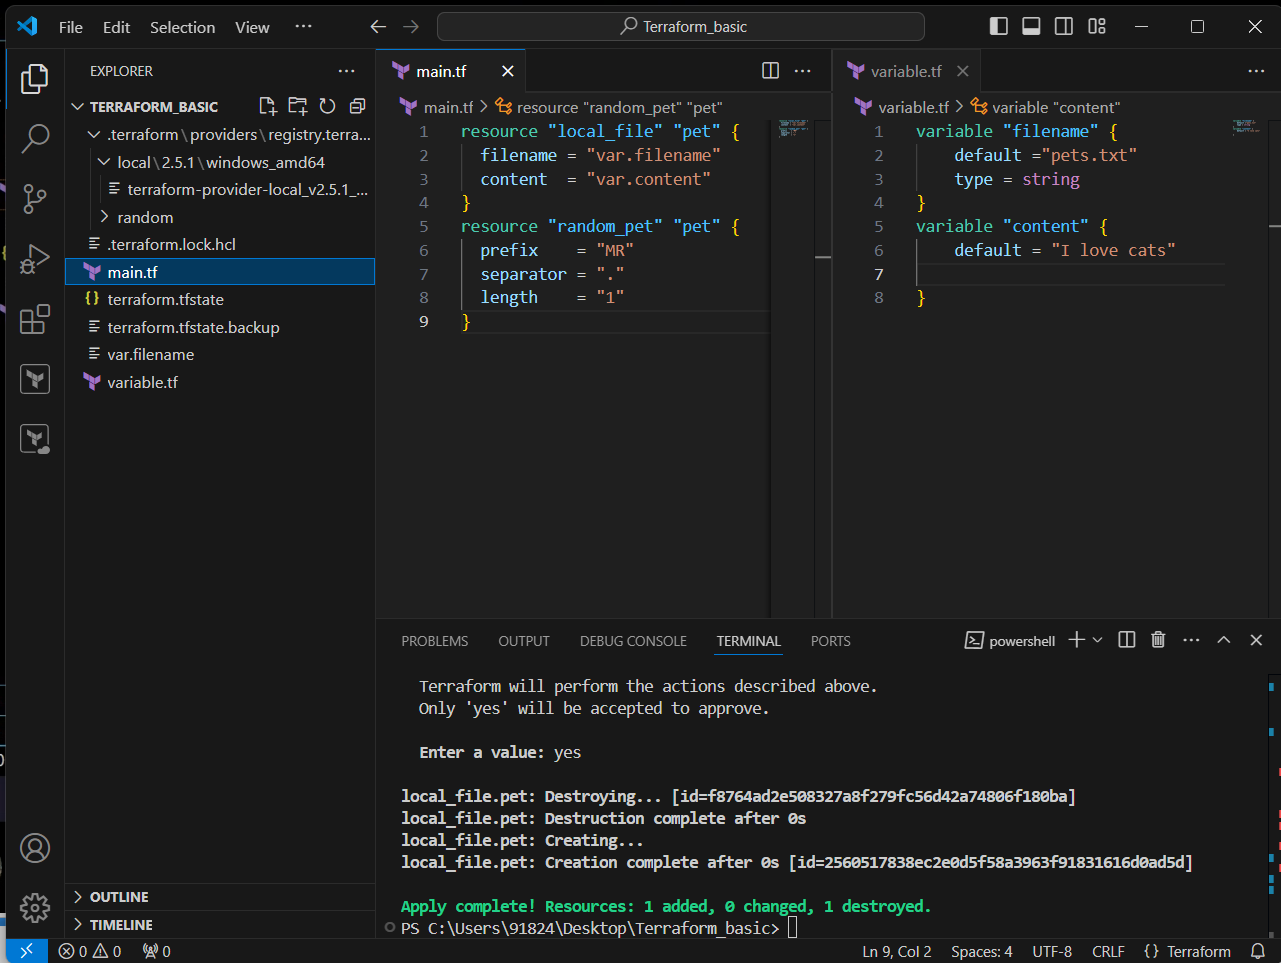 File Edit Selection View ··· Terraform_basic
EXPLORER ···
TERRAFORM_BASIC
.terraform\providers\registry.terra...
local\2.5.1\windows_amd64
terraform-provider-local_v2.5.1_...
random
.terraform.lock.hcl
main.tf
terraform.tfstate
terraform.tfstate.backup
var.filename
variable.tf
OUTLINE
TIMELINE
main.tf
main.tf > resource "random_pet" "pet"
1 resource "local_file" "pet" {
2 filename = "var.filename"
3 content  = "var.content"
4 }
5 resource "random_pet" "pet" {
6 prefix    = "MR"
7 separator = "."
8 length    = "1"
9 }
variable.tf
variable.tf > variable "content"
1 variable "filename" {
2 default ="pets.txt"
3 type = string
4 }
5 variable "content" {
6 default = "I love cats"
7
8 }
PROBLEMS OUTPUT DEBUG CONSOLE TERMINAL PORTS powershell
Terraform will perform the actions described above.
Only 'yes' will be accepted to approve.
Enter a value: yes
local_file.pet: Destroying... [id=f8764ad2e508327a8f279fc56d42a74806f180ba]
local_file.pet: Destruction complete after 0s
local_file.pet: Creating...
local_file.pet: Creation complete after 0s [id=2560517838ec2e0d5f58a3963f91831616d0ad5d]
Apply complete! Resources: 1 added, 0 changed, 1 destroyed.
PS C:\Users\91824\Desktop\Terraform_basic>
0 0 0 Ln 9, Col 2 Spaces: 4 UTF-8 CRLF {} Terraform